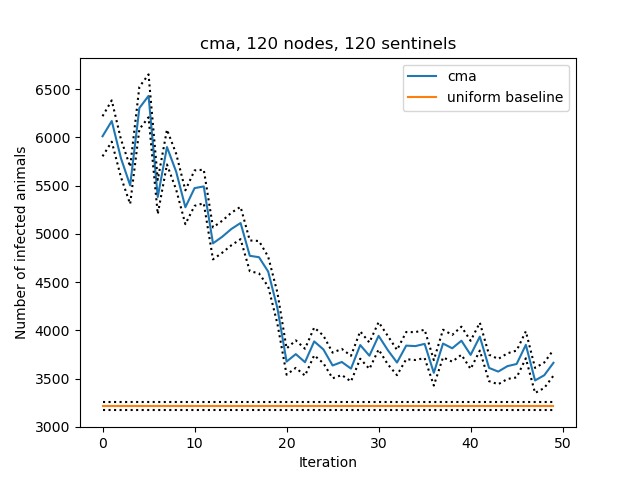 cma, 120 nodes, 120 sentinels
cma
uniform baseline
Number of infected animals
6500
6000
5500
5000
4500
4000
3500
3000
0 10 20 30 40 50
Iteration